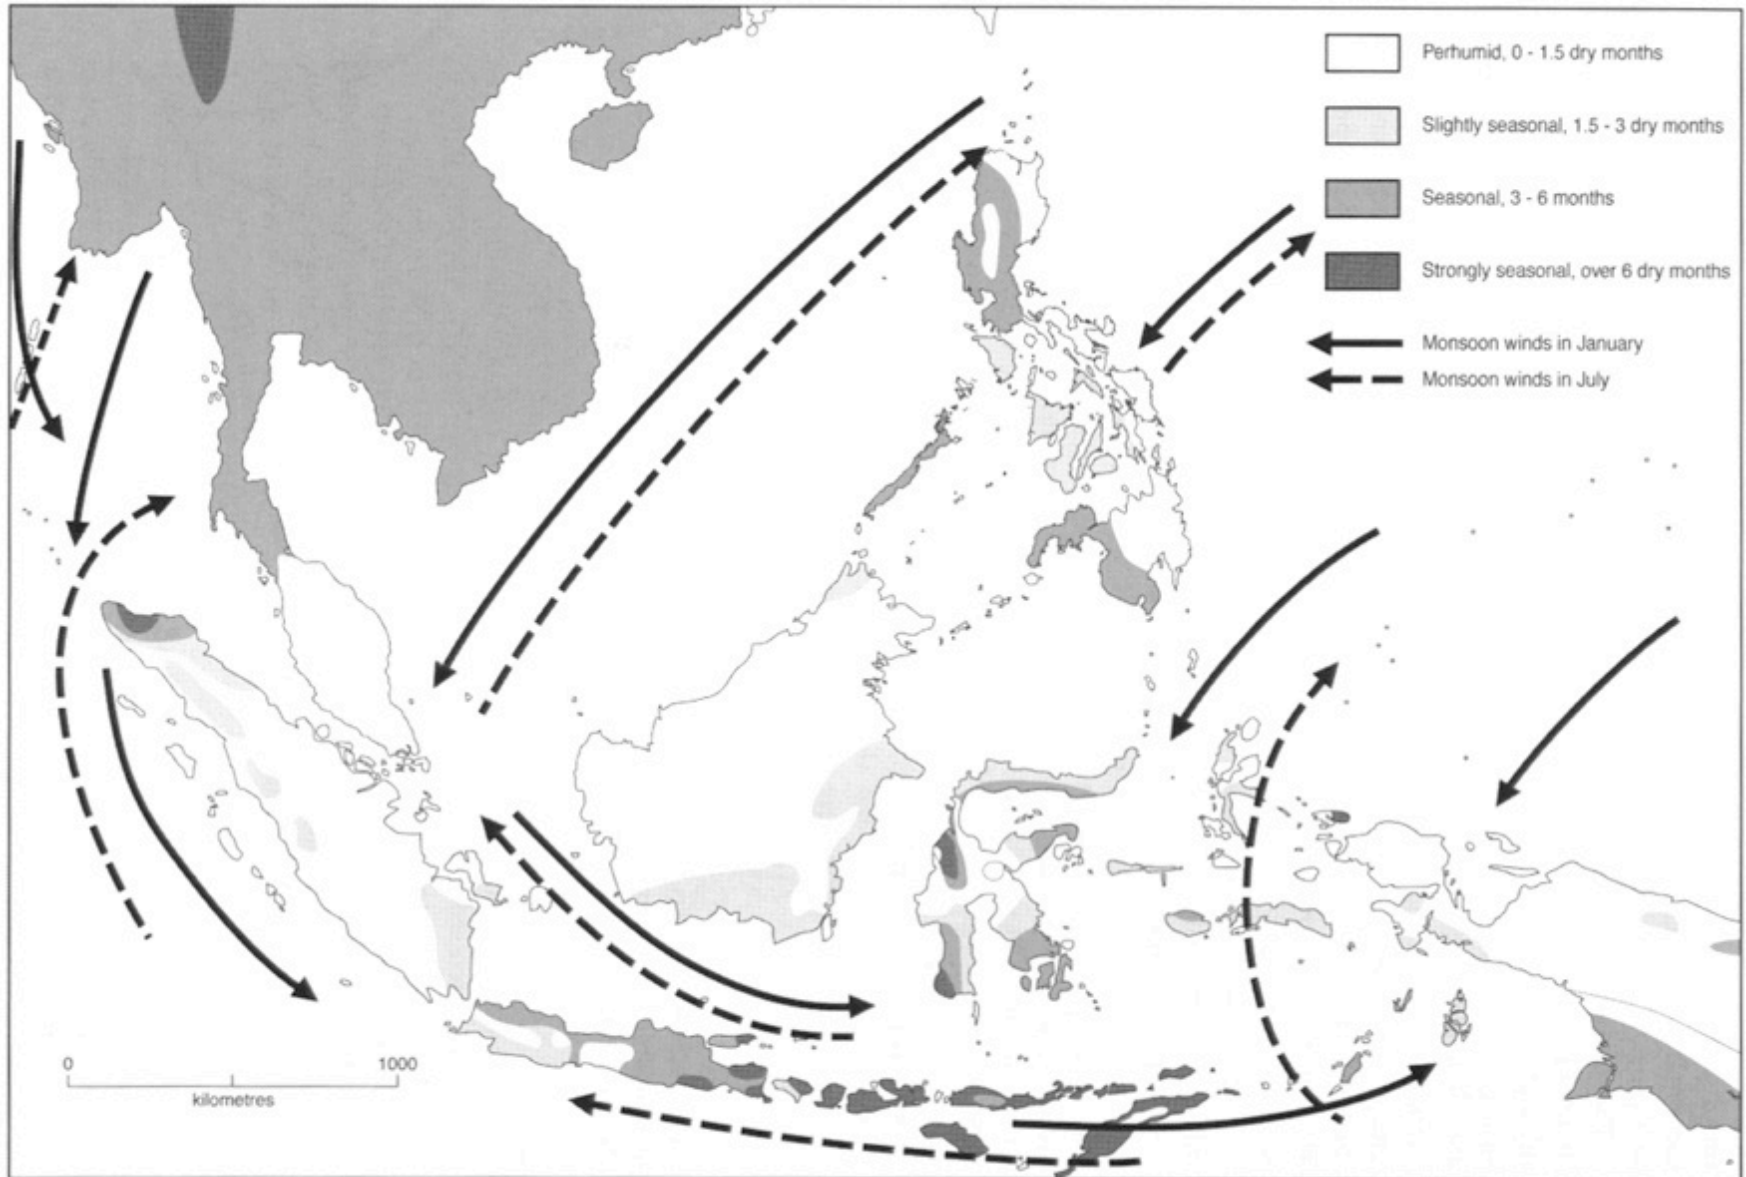 Perhumid, 0 - 1.5 dry months
Slightly seasonal, 1.5 - 3 dry months
Seasonal, 3 - 6 months
Strongly seasonal, over 6 dry months
Monsoon winds in January
Monsoon winds in July
0 1000
kilometres